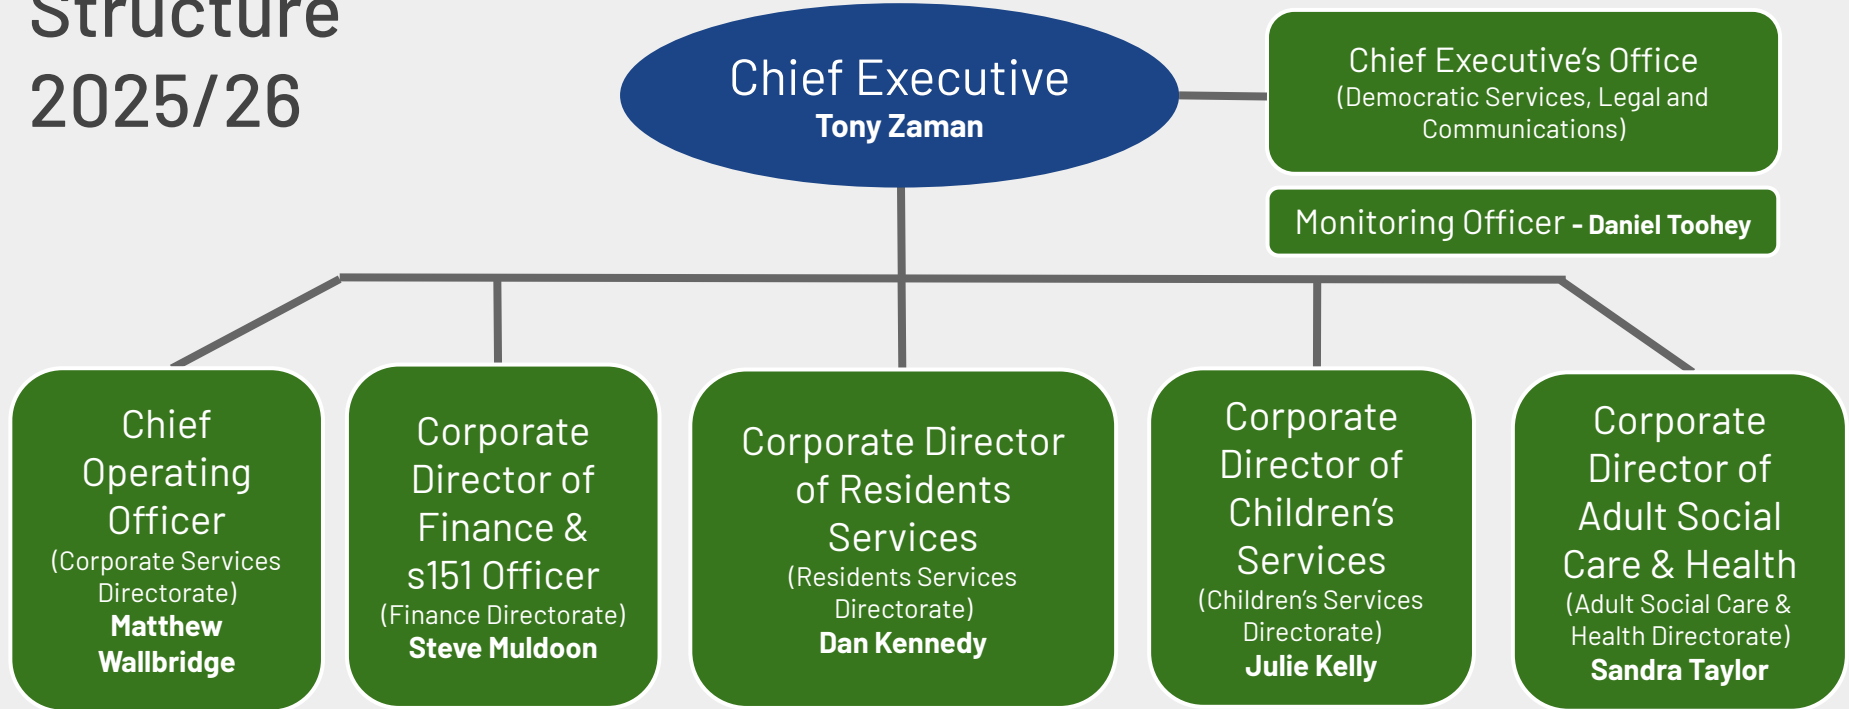 Structure
2025/26
Chief Executive
Tony Zaman
Chief Executive’s Office
(Democratic Services, Legal and
Communications)
Monitoring Officer - Daniel Toohey
Chief
Operating
Officer
(Corporate Services
Directorate)
Matthew
Wallbridge
Corporate
Director of
Finance &
s151 Officer
(Finance Directorate)
Steve Muldoon
Corporate Director
of Residents
Services
(Residents Services
Directorate)
Dan Kennedy
Corporate
Director of
Children’s
Services
(Children’s Services
Directorate)
Julie Kelly
Corporate
Director of
Adult Social
Care & Health
(Adult Social Care &
Health Directorate)
Sandra Taylor